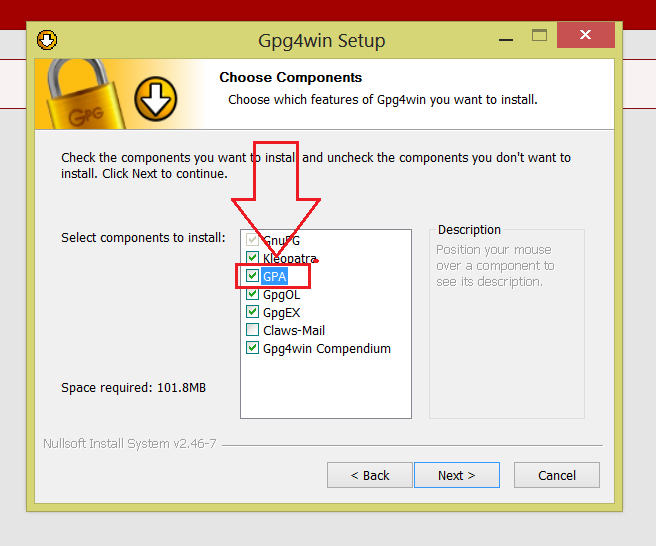 Gpg4win Setup
GPG
Choose Components
Choose which features of Gpg4win you want to install.
Check the components you want to install and uncheck the components you don't want to
install. Click Next to continue.
Select components to install:
GnuPG
Kleopatra
GPA
GpgOL
GpgEX
Claws-Mail
Gpg4win Compendium
Description
Position your mouse
over a component to
see its description.
Space required: 101.8MB
Nullsoft Install System v2.46-7
< Back
Next >
Cancel